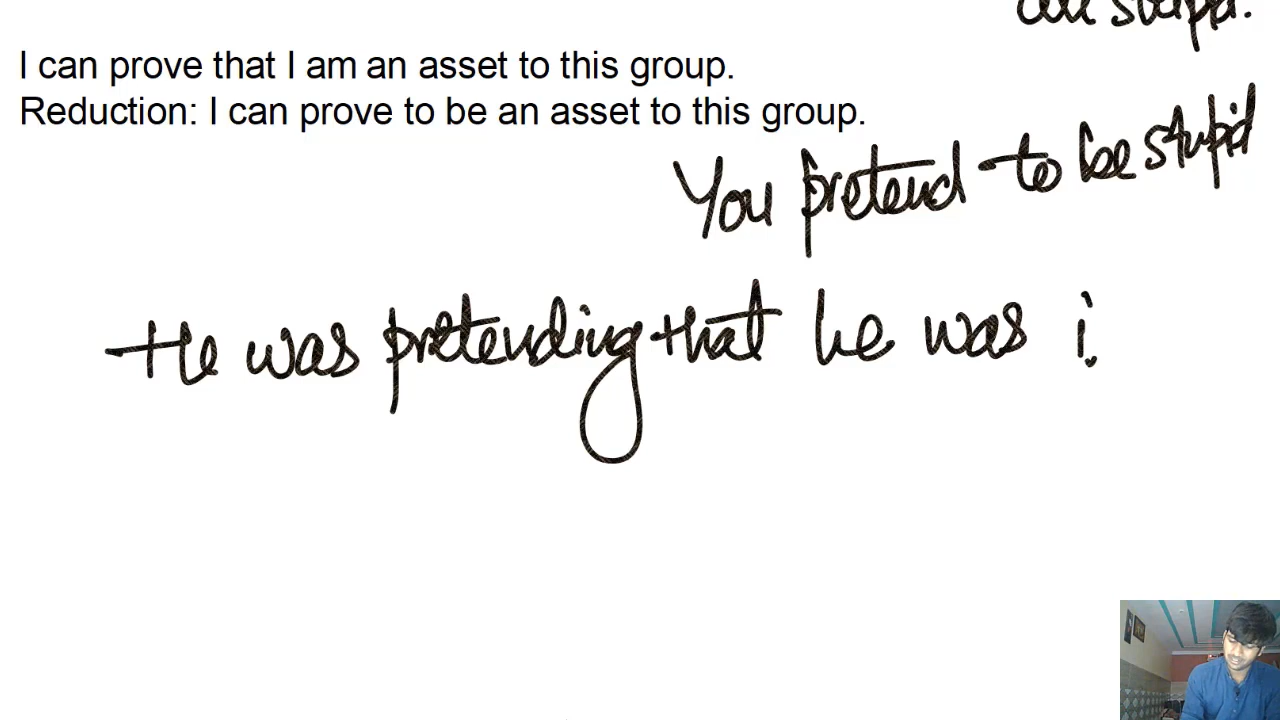 stupid.
I can prove that I am an asset to this group.
Reduction: I can prove to be an asset to this group.
You pretend to be stupid
He was pretending that he was i